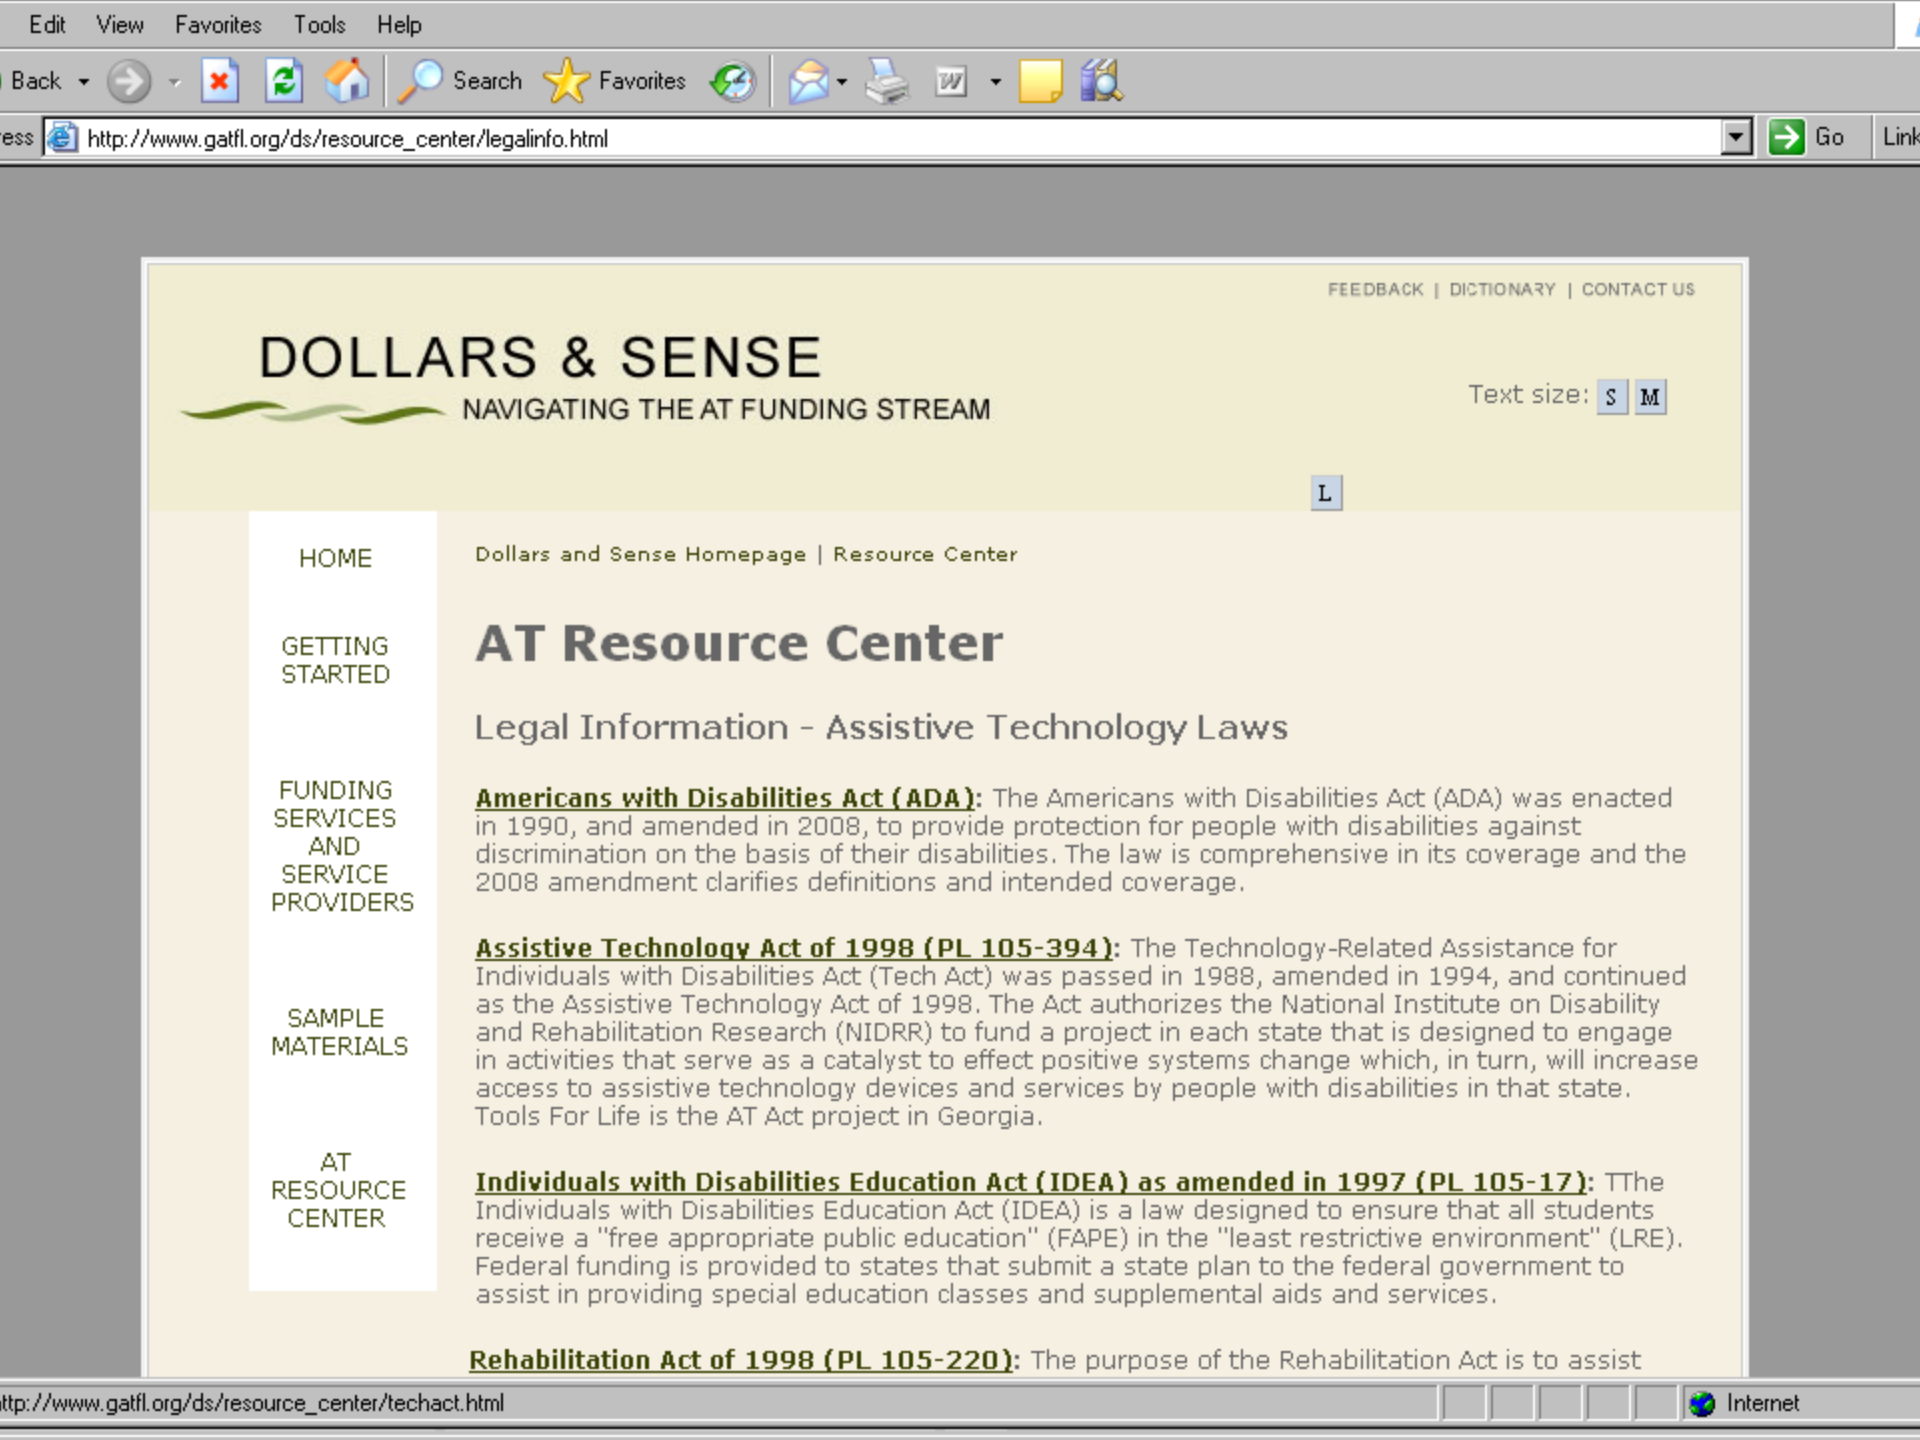 Edit View Favorites Tools Help
Back Search Favorites W
ess http://www.gatfl.org/ds/resource_center/legalinfo.html Go Link
FEEDBACK | DICTIONARY | CONTACT US
DOLLARS & SENSE
NAVIGATING THE AT FUNDING STREAM
Text size: S M
L
HOME
GETTING
STARTED
FUNDING
SERVICES
AND
SERVICE
PROVIDERS
SAMPLE
MATERIALS
AT
RESOURCE
CENTER
Dollars and Sense Homepage | Resource Center
AT Resource Center
Legal Information - Assistive Technology Laws
Americans with Disabilities Act (ADA): The Americans with Disabilities Act (ADA) was enacted
in 1990, and amended in 2008, to provide protection for people with disabilities against
discrimination on the basis of their disabilities. The law is comprehensive in its coverage and the
2008 amendment clarifies definitions and intended coverage.
Assistive Technology Act of 1998 (PL 105-394): The Technology-Related Assistance for
Individuals with Disabilities Act (Tech Act) was passed in 1988, amended in 1994, and continued
as the Assistive Technology Act of 1998. The Act authorizes the National Institute on Disability
and Rehabilitation Research (NIDRR) to fund a project in each state that is designed to engage
in activities that serve as a catalyst to effect positive systems change which, in turn, will increase
access to assistive technology devices and services by people with disabilities in that state.
Tools For Life is the AT Act project in Georgia.
Individuals with Disabilities Education Act (IDEA) as amended in 1997 (PL 105-17): TThe
Individuals with Disabilities Education Act (IDEA) is a law designed to ensure that all students
receive a "free appropriate public education" (FAPE) in the "least restrictive environment" (LRE).
Federal funding is provided to states that submit a state plan to the federal government to
assist in providing special education classes and supplemental aids and services.
Rehabilitation Act of 1998 (PL 105-220): The purpose of the Rehabilitation Act is to assist
ttp://www.gatfl.org/ds/resource_center/techact.html Internet